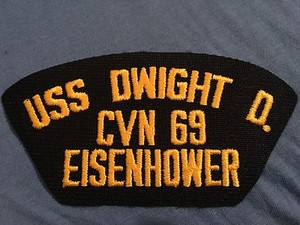 USS DWIGHT D.
CVN 69
EISENHOWER